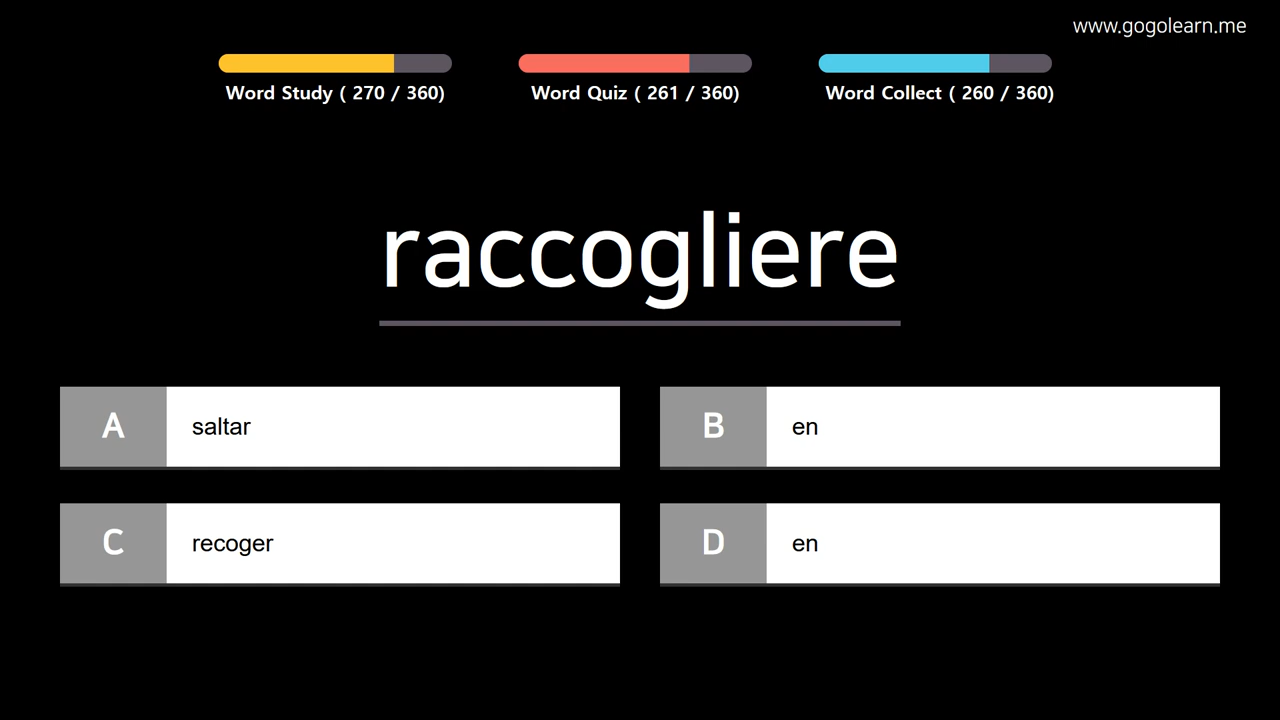 www.gogolearn.me
Word Study ( 270 / 360)
Word Quiz ( 261 / 360)
Word Collect ( 260 / 360)
raccogliere
A saltar
B en
C recoger
D en